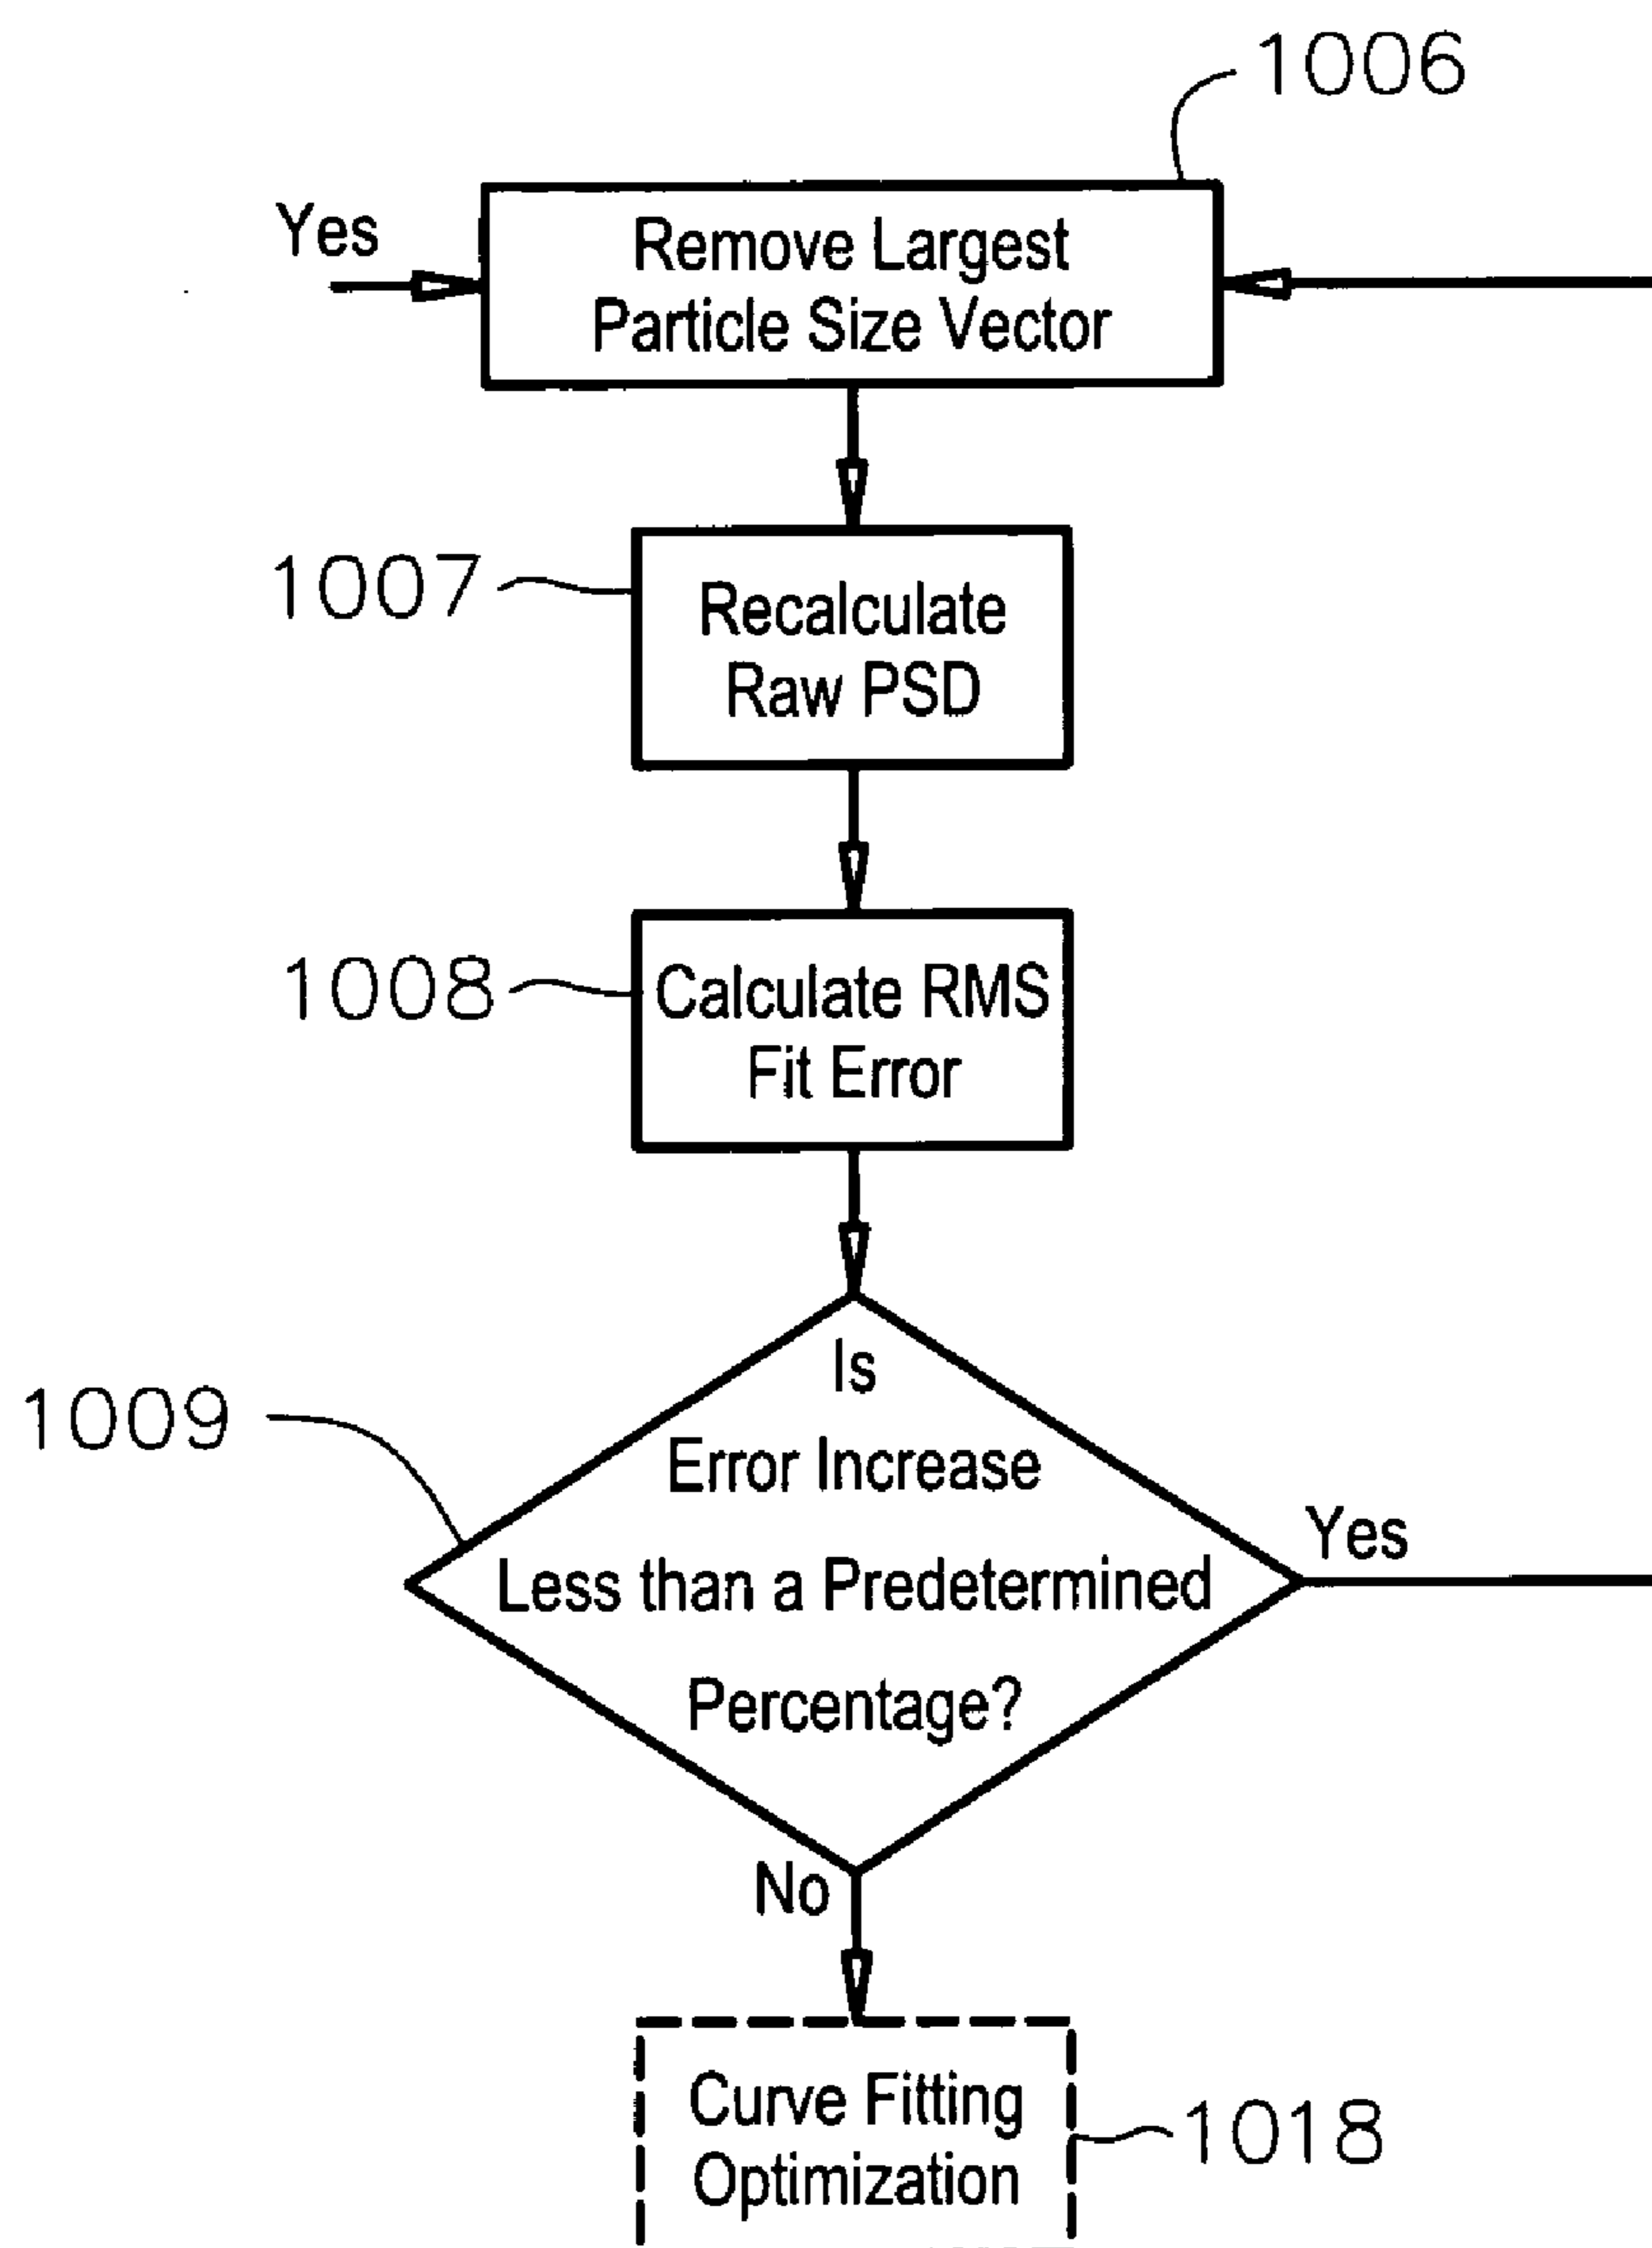 1006
Yes
Remove Largest
Particle Size Vector
1007
Recalculate
Raw PSD
1008
Calculate RMS
Fit Error
1009
Is
Error Increase
Less than a Predetermined
Percentage?
Yes
No
Curve Fitting
Optimization
1018